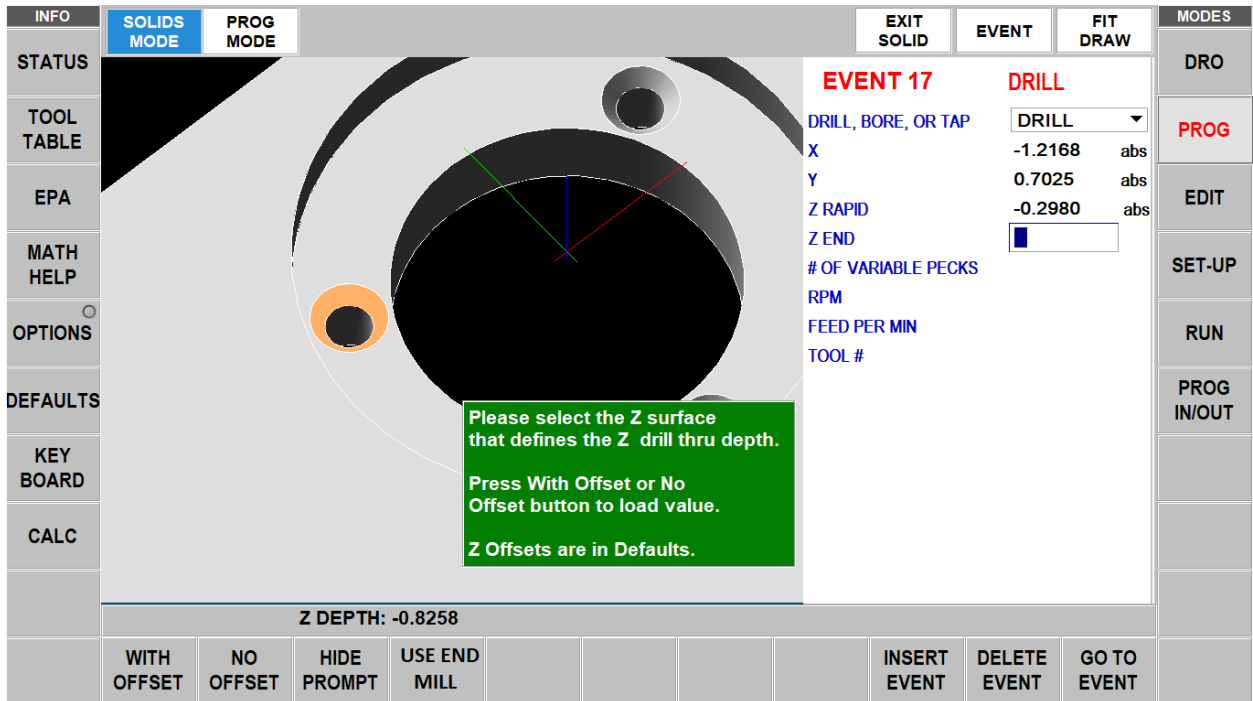 INFO
SOLIDS
MODE
PROG
MODE
EXIT
SOLID
EVENT
FIT
DRAW
MODES
STATUS
TOOL
TABLE
EPA
MATH
HELP
OPTIONS
DEFAULTS
KEY
BOARD
CALC
EVENT 17 DRILL
DRILL, BORE, OR TAP DRILL
X -1.2168 abs
Y 0.7025 abs
Z RAPID -0.2980 abs
Z END
# OF VARIABLE PECKS
RPM
FEED PER MIN
TOOL #
Please select the Z surface
that defines the Z drill thru depth.
Press With Offset or No
Offset button to load value.
Z Offsets are in Defaults.
DRO
PROG
EDIT
SET-UP
RUN
PROG
IN/OUT
Z DEPTH: -0.8258
WITH
OFFSET
NO
OFFSET
HIDE
PROMPT
USE END
MILL
INSERT
EVENT
DELETE
EVENT
GO TO
EVENT